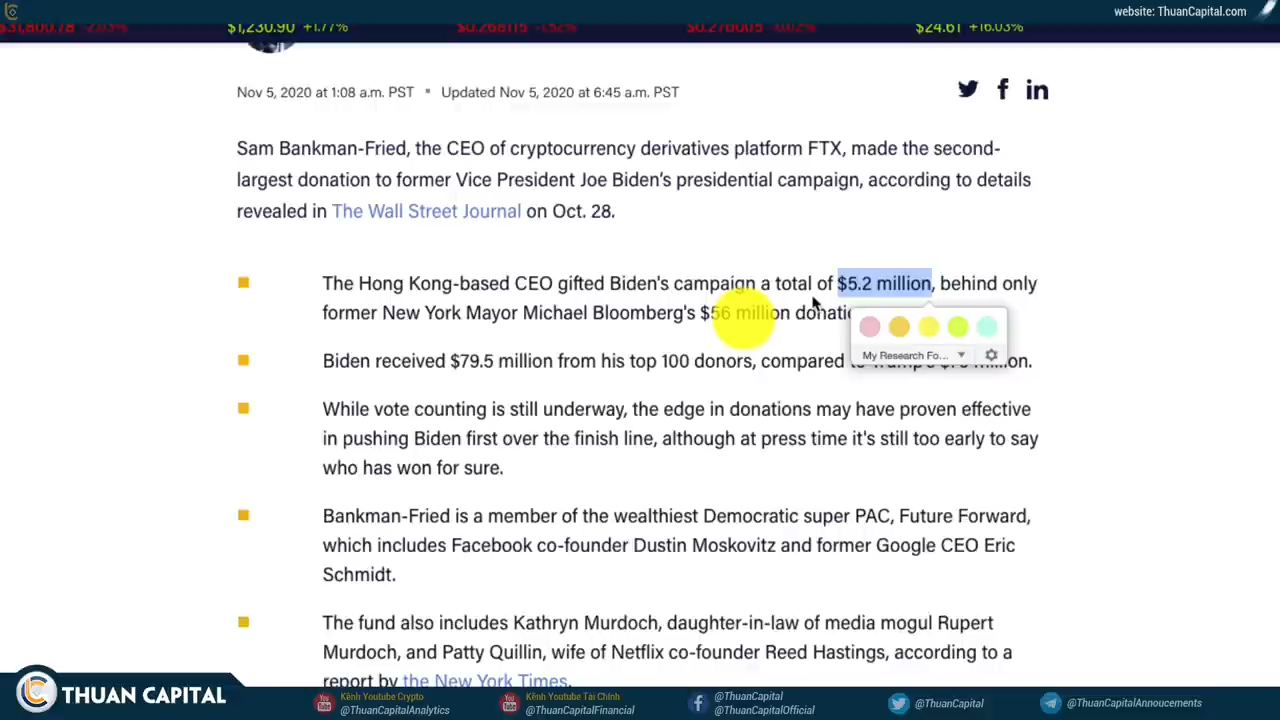 website: ThuanCapital.com
$31,800.78 -2.03% $1,230.90 +1.77% $0.268115 -1.52% $0.276005 -0.02% $24.61 +16.03%
Nov 5, 2020 at 1:08 a.m. PST ▪ Updated Nov 5, 2020 at 6:45 a.m. PST
Sam Bankman-Fried, the CEO of cryptocurrency derivatives platform FTX, made the second-
largest donation to former Vice President Joe Biden's presidential campaign, according to details
revealed in The Wall Street Journal on Oct. 28.
The Hong Kong-based CEO gifted Biden's campaign a total of $5.2 million, behind only
former New York Mayor Michael Bloomberg's $56 million
My Research Fo...
Biden received $79.5 million from his top 100 donors, compared
While vote counting is still underway, the edge in donations may have proven effective
in pushing Biden first over the finish line, although at press time it's still too early to say
who has won for sure.
Bankman-Fried is a member of the wealthiest Democratic super PAC, Future Forward,
which includes Facebook co-founder Dustin Moskovitz and former Google CEO Eric
Schmidt.
The fund also includes Kathryn Murdoch, daughter-in-law of media mogul Rupert
Murdoch, and Patty Quillin, wife of Netflix co-founder Reed Hastings, according to a
report by the New York Times.
THUAN CAPITAL
Kênh Youtube Crypto
@ThuanCapitalAnalytics
Kênh Youtube Tài Chính
@ThuanCapitalFinancial
@ThuanCapital
@ThuanCapitalOfficial
@ThuanCapital
@ThuanCapitalAnnoucements